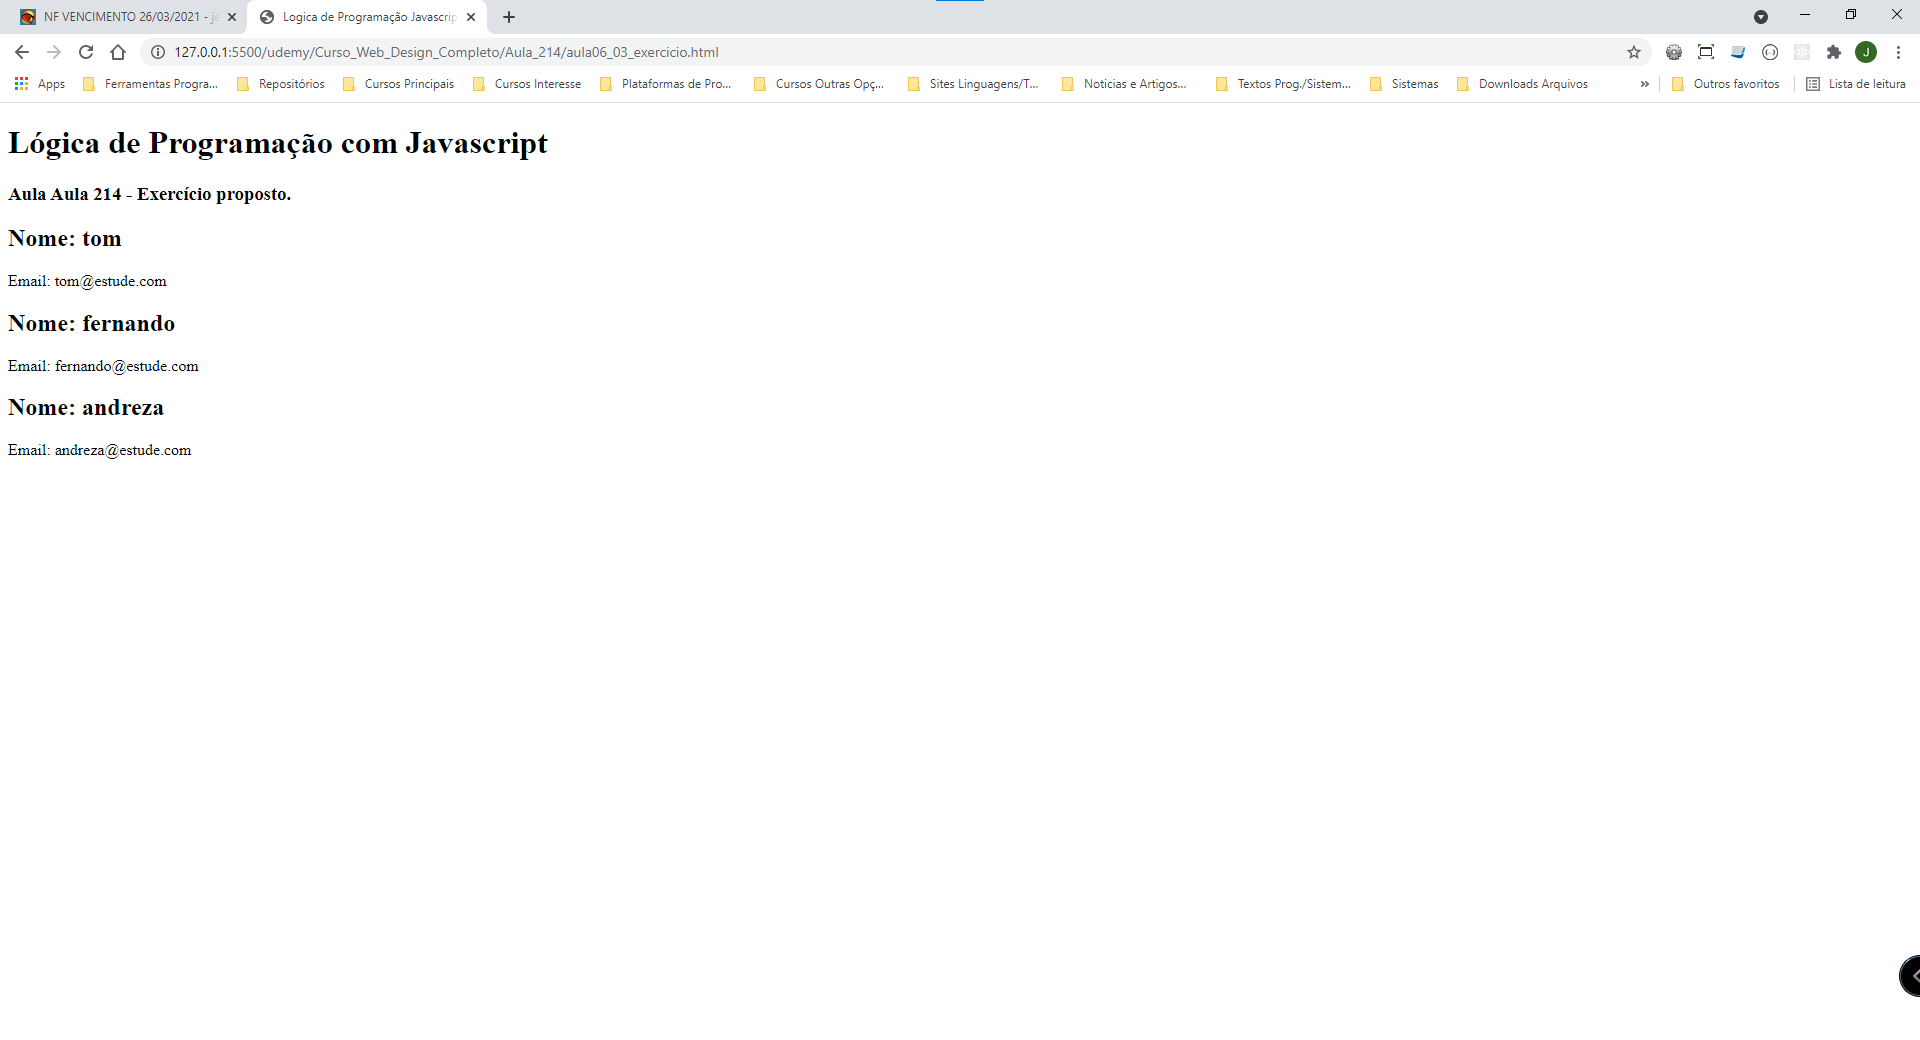 NF VENCIMENTO 26/03/2021 - Logica de Programação Javascrip
127.0.0.1:5500/udemy/Curso_Web_Design_Completo/Aula_214/aula06_03_exercicio.html J
Apps Ferramentas Progra... Repositórios Cursos Principais Cursos Interesse Plataformas de Pro... Cursos Outras Opç... Sites Linguagens/T... Noticias e Artigos... Textos Prog./Sistem... Sistemas Downloads Arquivos » Outros favoritos Lista de leitura
Lógica de Programação com Javascript
Aula Aula 214 - Exercício proposto.
Nome: tom
Email: tom@estude.com
Nome: fernando
Email: fernando@estude.com
Nome: andreza
Email: andreza@estude.com